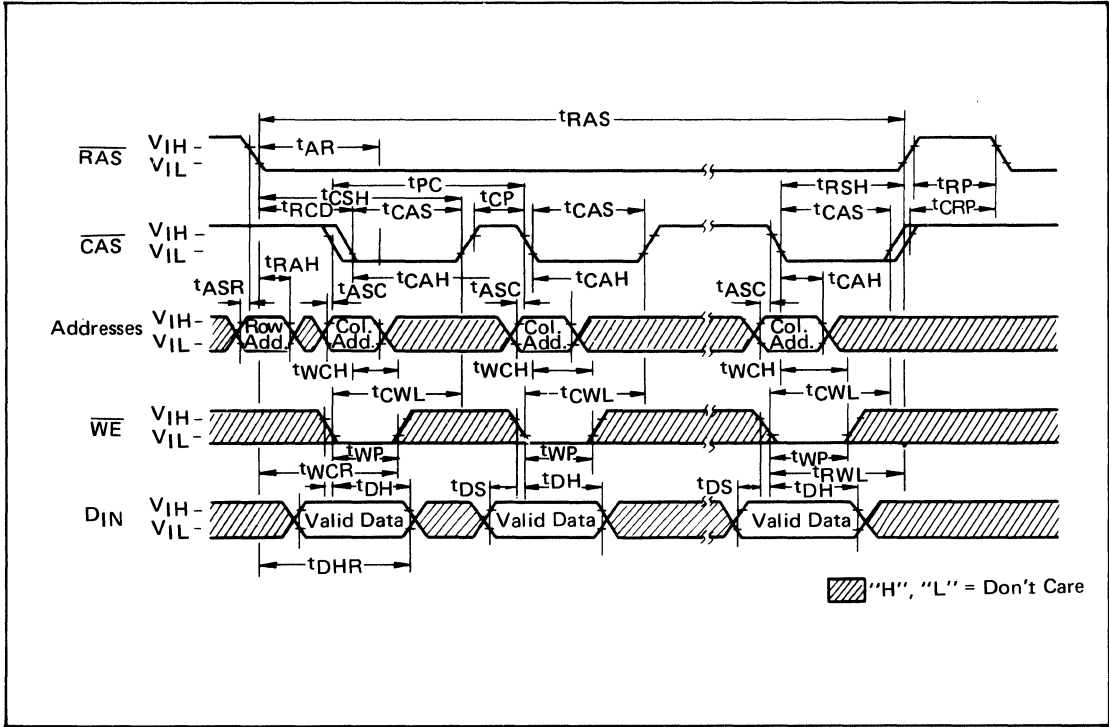 tRAS
RAS VIH
VIL
tAR
tPC
tCSH
tRCD tCAS tCP tCAS
tRSH tRP
tCAS tCRP
CAS VIH
VIL
tRAH tCAH tCAH tCAH
tASR tASC tASC tASC
Addresses VIH
VIL
Row Add. Col. Add. Col. Add. Col. Add.
tWCH tWCH tWCH
tCWL tCWL tCWL
WE VIH
VIL
tWP tWP tWP
tWCR tRWL
tDH tDS tDH tDS tDH
DIN VIH
VIL
Valid Data Valid Data Valid Data
tDHR
"H", "L" = Don't Care